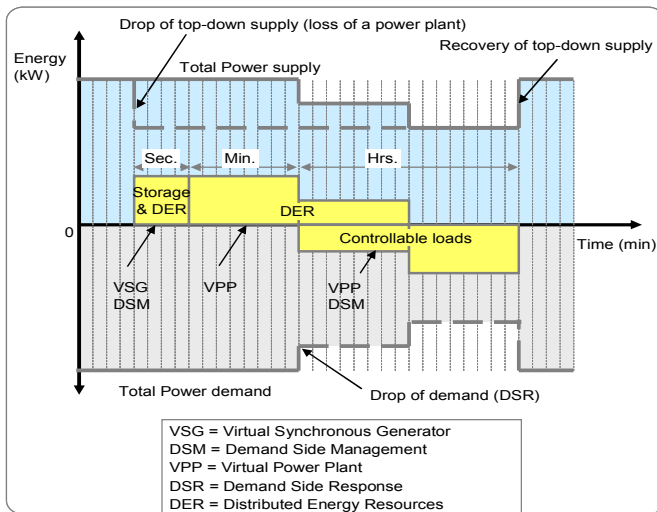 Drop of top-down supply (loss of a power plant)
Energy
(kW)
Recovery of top-down supply
Total Power supply
Sec.
Min.
Hrs.
Storage
& DER
DER
0
Controllable loads
Time (min)
VSG
DSM
VPP
VPP
DSM
Total Power demand
Drop of demand (DSR)
VSG = Virtual Synchronous Generator
DSM = Demand Side Management
VPP = Virtual Power Plant
DSR = Demand Side Response
DER = Distributed Energy Resources